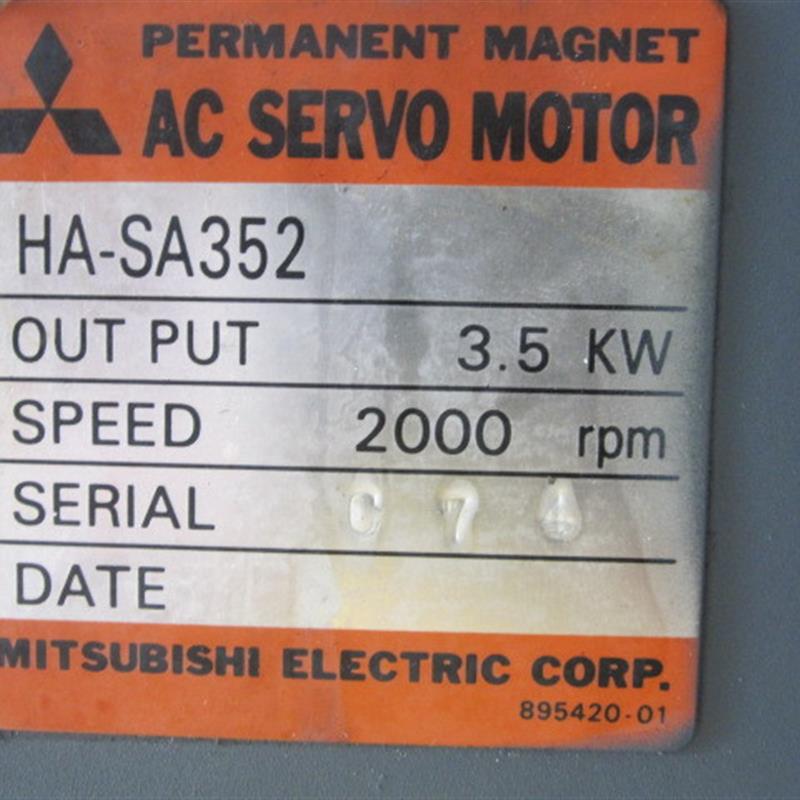 PERMANENT MAGNET
AC SERVO MOTOR
HA-SA352
OUT PUT 3.5 KW
SPEED 2000 rpm
SERIAL C 7
DATE
MITSUBISHI ELECTRIC CORP.
895420-01